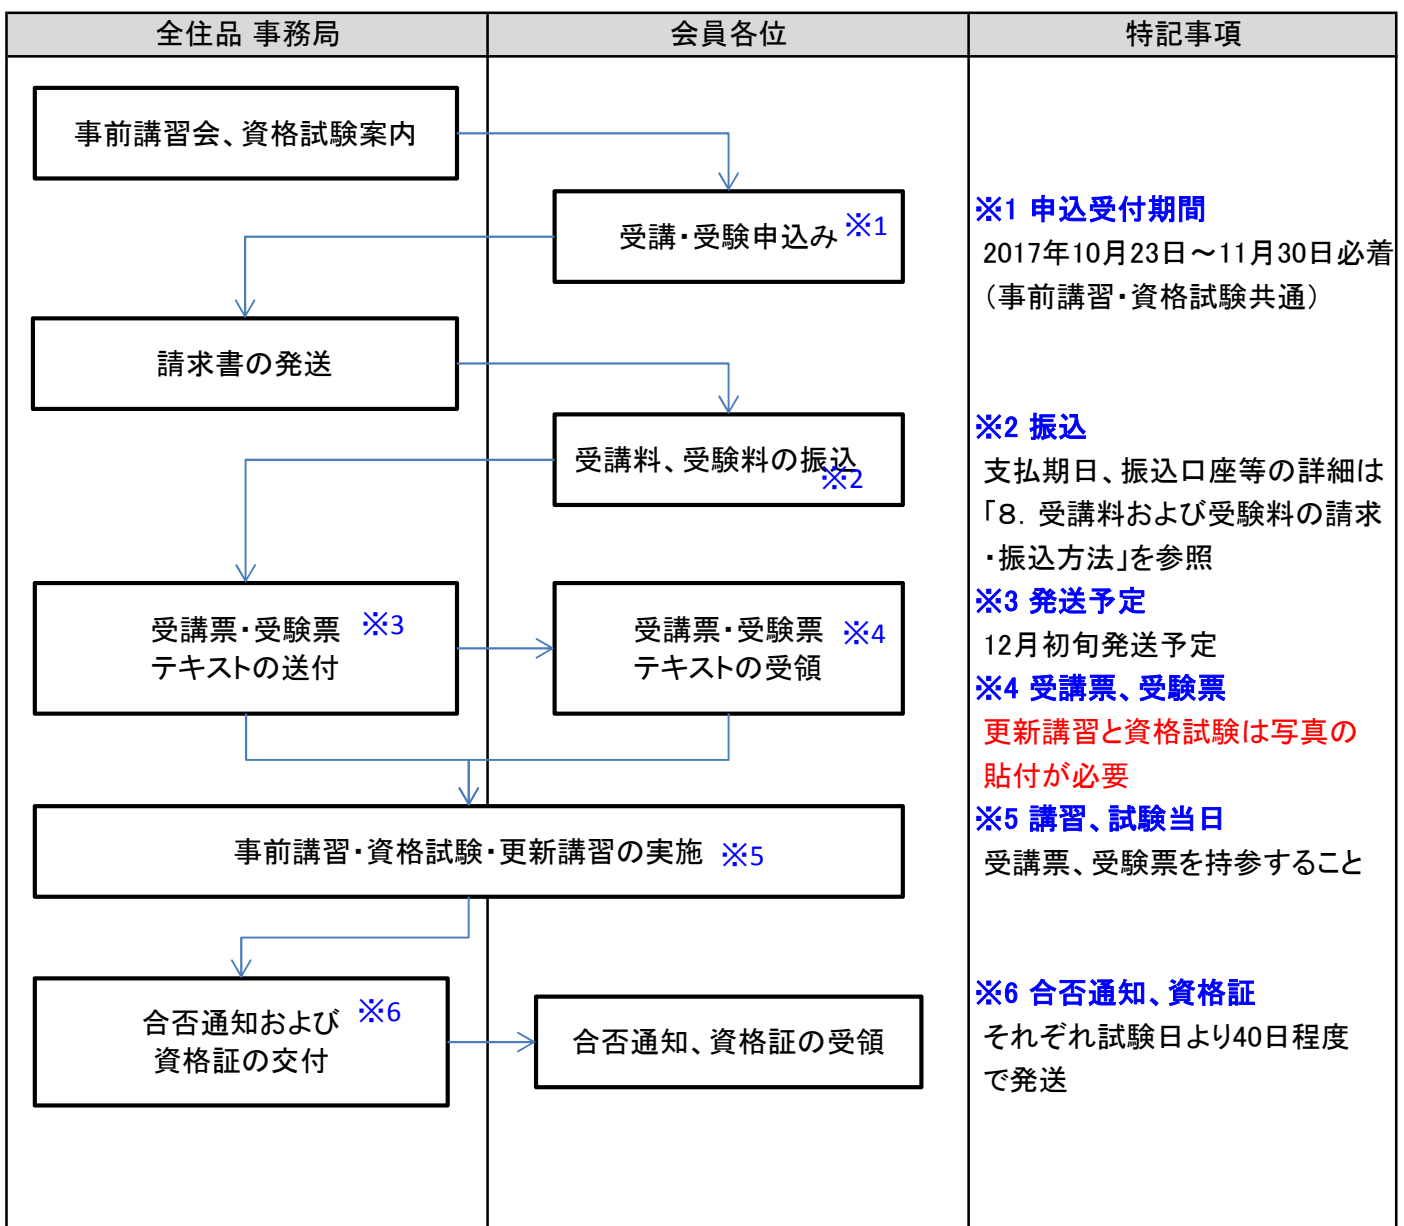 全住品 事務局
会員各位
特記事項
事前講習会、資格試験案内
受講・受験申込み ※1
請求書の発送
受講料、受験料の振込
※2
受講票・受験票 ※3
テキストの送付
受講票・受験票 ※4
テキストの受領
事前講習・資格試験・更新講習の実施 ※5
合否通知および ※6
資格証の交付
合否通知、資格証の受領
※1 申込受付期間
2017年10月23日～11月30日必着
（事前講習・資格試験共通）
※2 振込
支払期日、振込口座等の詳細は
「８．受講料および受験料の請求
・振込方法」を参照
※3 発送予定
12月初旬発送予定
※4 受講票、受験票
更新講習と資格試験は写真の
貼付が必要
※5 講習、試験当日
受講票、受験票を持参すること
※6 合否通知、資格証
それぞれ試験日より40日程度
で発送